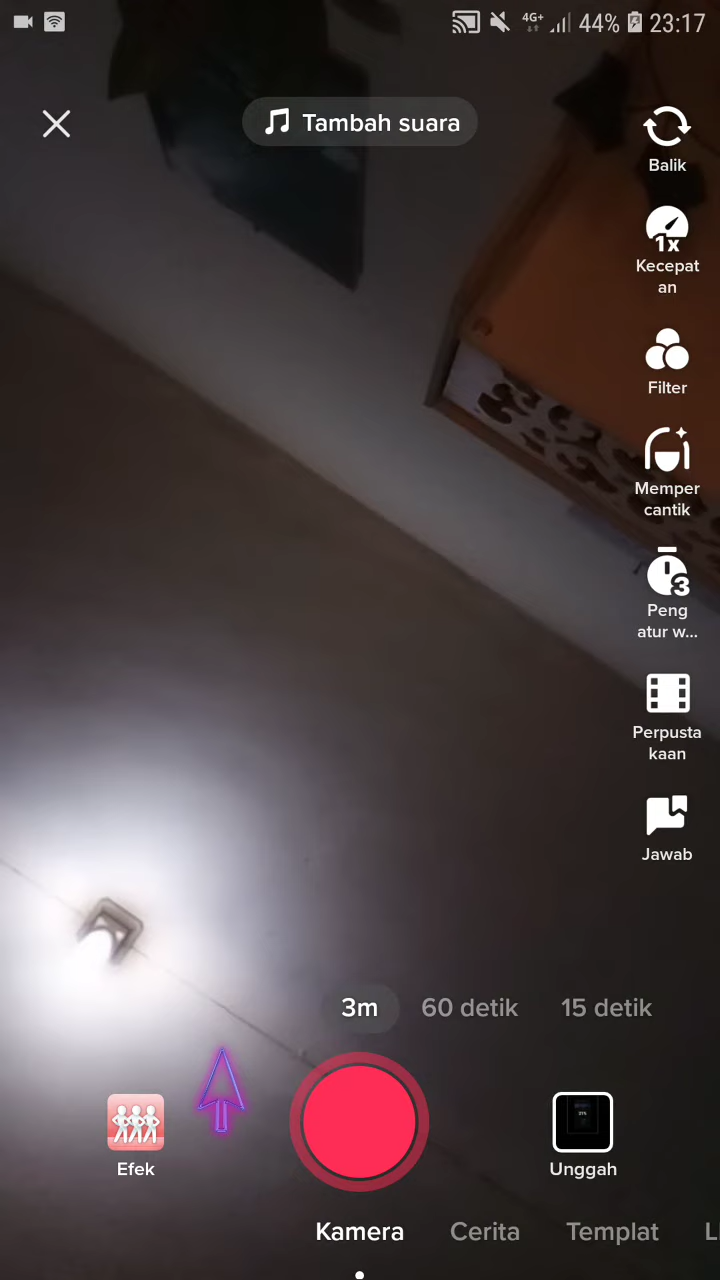 4G+ 44% 23:17
Tambah suara
Balik
1x
Kecepat
an
Filter
Memper
cantik
3
Peng
atur w...
Perpusta
kaan
Jawab
3m 60 detik 15 detik
Efek
Unggah
Kamera Cerita Templat L